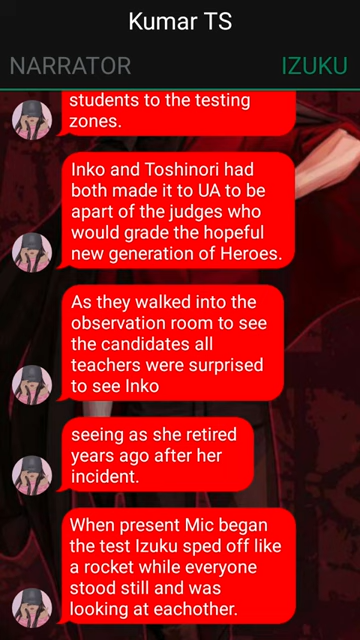 Kumar TS
NARRATOR
IZUKU
students to the testing
zones.
Inko and Toshinori had
both made it to UA to be
apart of the judges who
would grade the hopeful
new generation of Heroes.
As they walked into the
observation room to see
the candidates all
teachers were surprised
to see Inko
seeing as she retired
years ago after her
incident.
When present Mic began
the test Izuku sped off like
a rocket while everyone
stood still and was
looking at eachother.